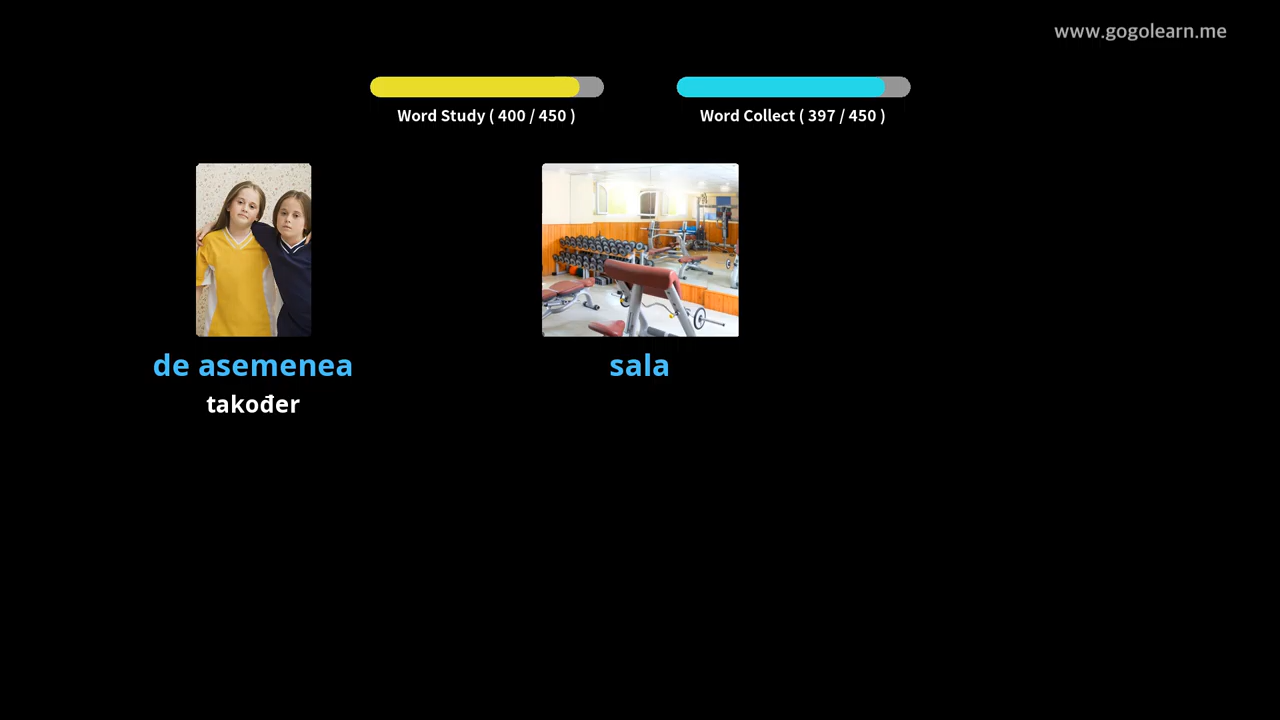 www.gogolearn.me
Word Study ( 400 / 450 )
Word Collect ( 397 / 450 )
de asemenea
također
sala